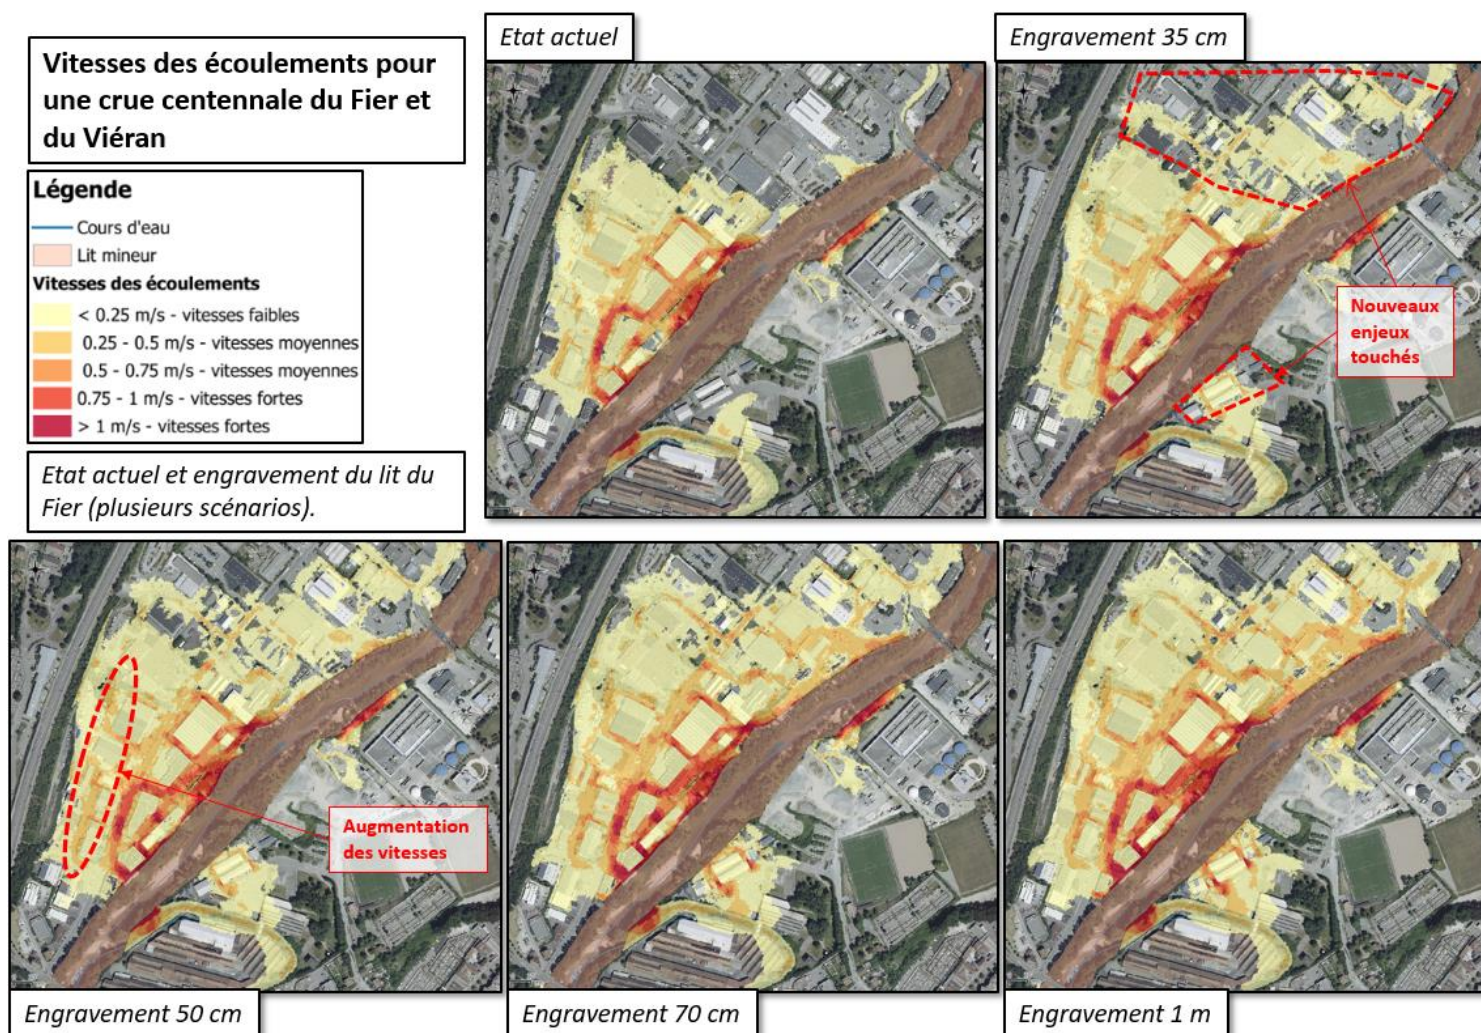 Vitesses des écoulements pour
une crue centennale du Fier et
du Viéran
Légende
Cours d'eau
Lit mineur
Vitesses des écoulements
< 0.25 m/s - vitesses faibles
0.25 - 0.5 m/s - vitesses moyennes
0.5 - 0.75 m/s - vitesses moyennes
0.75 - 1 m/s - vitesses fortes
> 1 m/s - vitesses fortes
Etat actuel et engravement du lit du
Fier (plusieurs scénarios).
Etat actuel
Engravement 35 cm
Nouveaux
enjeux
touchés
Augmentation
des vitesses
Engravement 50 cm
Engravement 70 cm
Engravement 1 m